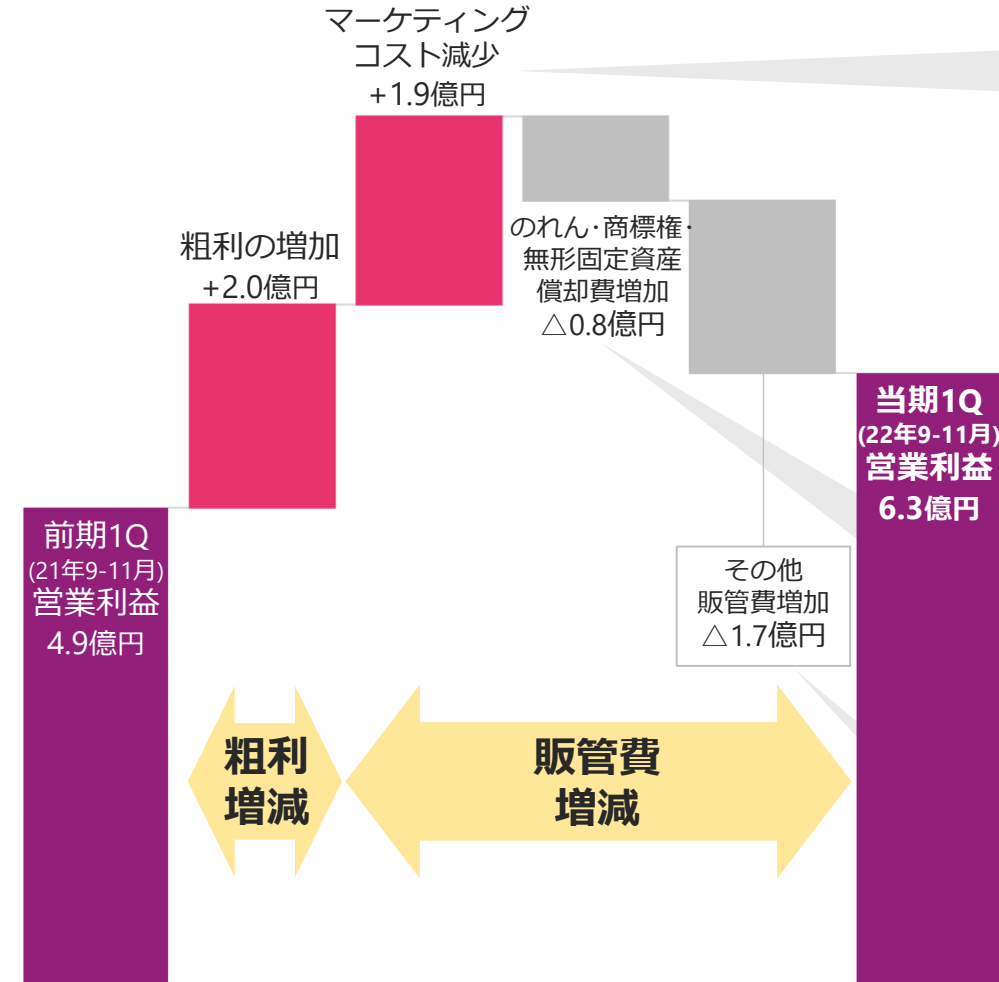 マーケティング
コスト減少
+1.9億円
粗利の増加
+2.0億円
のれん･商標権･
無形固定資産
償却費増加
△0.8億円
当期1Q
(22年9-11月)
営業利益
6.3億円
前期1Q
(21年9-11月)
営業利益
4.9億円
その他
販管費増加
△1.7億円
粗利
増減
販管費
増減